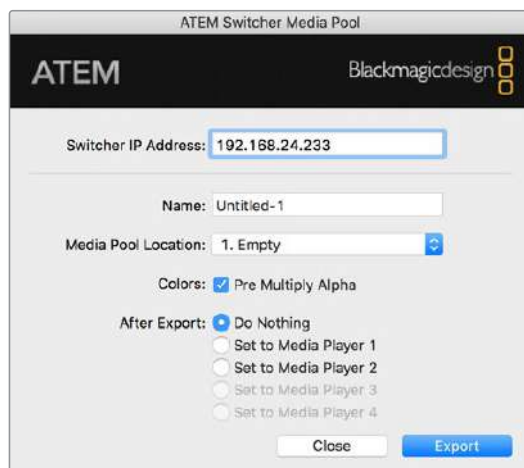 ATEM Switcher Media Pool
ATEM
Blackmagicdesign
Switcher IP Address: 192.168.24.233
Name: Untitled-1
Media Pool Location: 1. Empty
Colors: Pre Multiply Alpha
After Export: Do Nothing
Set to Media Player 1
Set to Media Player 2
Set to Media Player 3
Set to Media Player 4
Close Export